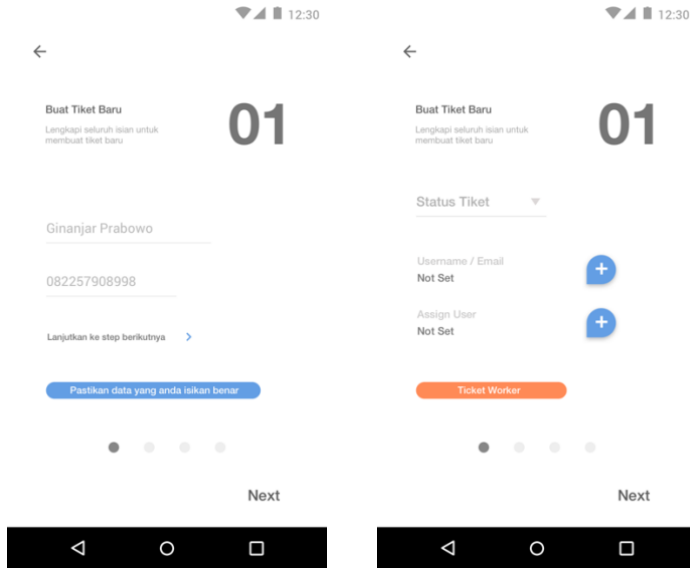 12:30
Buat Tiket Baru
Lengkapi seluruh isian untuk
membuat tiket baru
01
Ginanjar Prabowo
082257908998
Lanjutkan ke step berikutnya
Pastikan data yang anda isikan benar
Next
12:30
Buat Tiket Baru
Lengkapi seluruh isian untuk
membuat tiket baru
01
Status Tiket
Username / Email
Not Set
Assign User
Not Set
Ticket Worker
Next